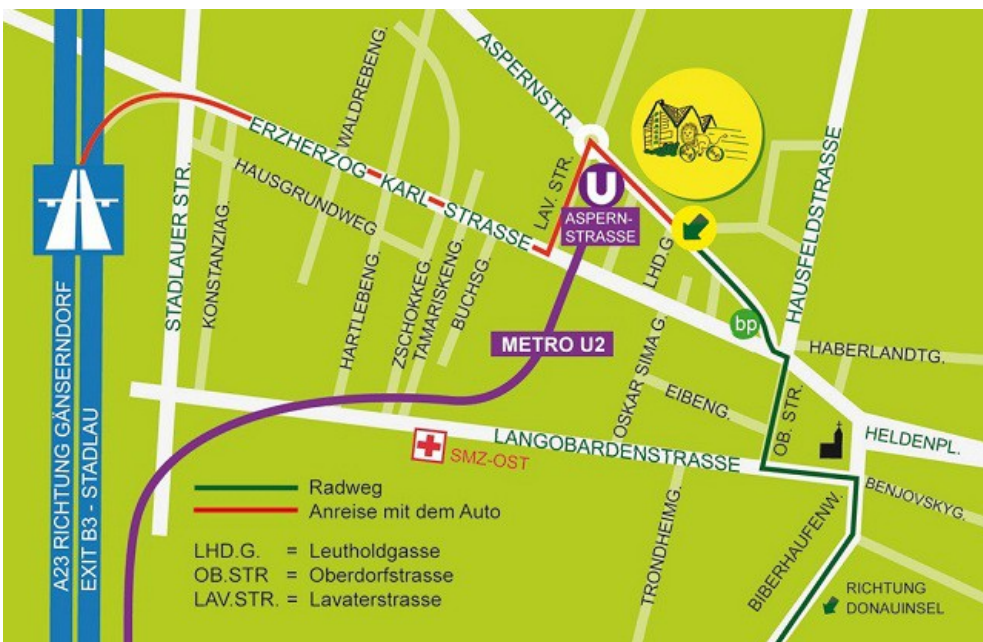 ASPERNSTR.
WALDREBENG.
ERZHERZOG-KARL-STRASSE
HAUSGRUNDWEG
STADLAUER STR.
KONSTANZIAG.
HARTLEBENG.
ZSCHOKKEG.
TAMARISKENG.
BUCHSG.
LAV. STR.
U
ASPERN-
STRASSE
LHD.G.
HAUSFELDSTRASSE
bp
METRO U2
OSKAR SIMA G.
EIBENG.
HABERLANDTG.
OB. STR.
HELDENPL.
LANGOBARDENSTRASSE
SMZ-OST
BENJOVSKYG.
TRONDHEIMG.
BIBERHAUFENW.
A23 RICHTUNG GÄNSERNDORF
EXIT B3 - STADLAU
Radweg
Anreise mit dem Auto
LHD.G. = Leutholdgasse
OB.STR = Oberdorfstrasse
LAV.STR. = Lavaterstrasse
RICHTUNG
DONAUINSEL